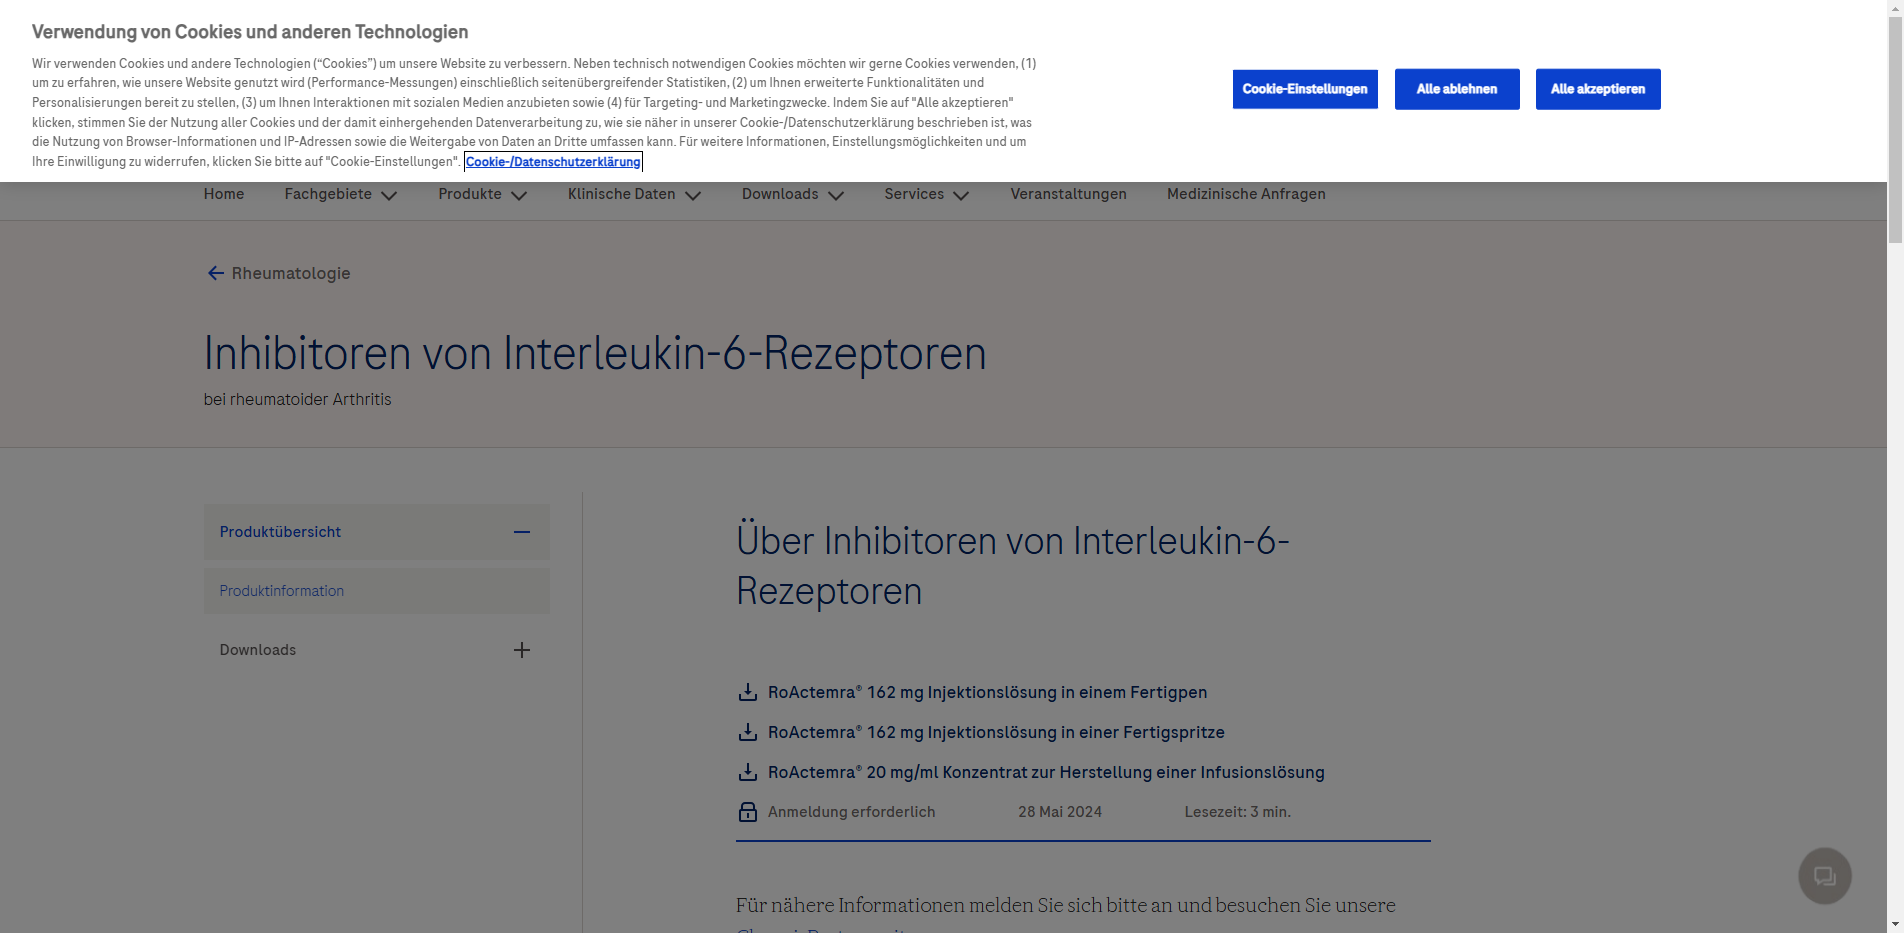 Verwendung von Cookies und anderen Technologien
Wir verwenden Cookies und andere Technologien (“Cookies”) um unsere Website zu verbessern. Neben technisch notwendigen Cookies möchten wir gerne Cookies verwenden, (1)
um zu erfahren, wie unsere Website genutzt wird (Performance-Messungen) einschließlich seitenübergreifender Statistiken, (2) um Ihnen erweiterte Funktionalitäten und
Personalisierungen bereit zu stellen, (3) um Ihnen Interaktionen mit sozialen Medien anzubieten sowie (4) für Targeting- und Marketingzwecke. Indem Sie auf "Alle akzeptieren"
klicken, stimmen Sie der Nutzung aller Cookies und der damit einhergehenden Datenverarbeitung zu, wie sie näher in unserer Cookie-/Datenschutzerklärung beschrieben ist, was
die Nutzung von Browser-Informationen und IP-Adressen sowie die Weitergabe von Daten an Dritte umfassen kann. Für weitere Informationen, Einstellungsmöglichkeiten und um
Ihre Einwilligung zu widerrufen, klicken Sie bitte auf "Cookie-Einstellungen". Cookie-/Datenschutzerklärung
Cookie-Einstellungen Alle ablehnen Alle akzeptieren
Home Fachgebiete Produkte Klinische Daten Downloads Services Veranstaltungen Medizinische Anfragen
Rheumatologie
Inhibitoren von Interleukin-6-Rezeptoren
bei rheumatoider Arthritis
Produktübersicht
Produktinformation
Downloads
Über Inhibitoren von Interleukin-6-
Rezeptoren
RoActemra® 162 mg Injektionslösung in einem Fertigpen
RoActemra® 162 mg Injektionslösung in einer Fertigspritze
RoActemra® 20 mg/ml Konzentrat zur Herstellung einer Infusionslösung
Anmeldung erforderlich 28 Mai 2024 Lesezeit: 3 min.
Für nähere Informationen melden Sie sich bitte an und besuchen Sie unsere